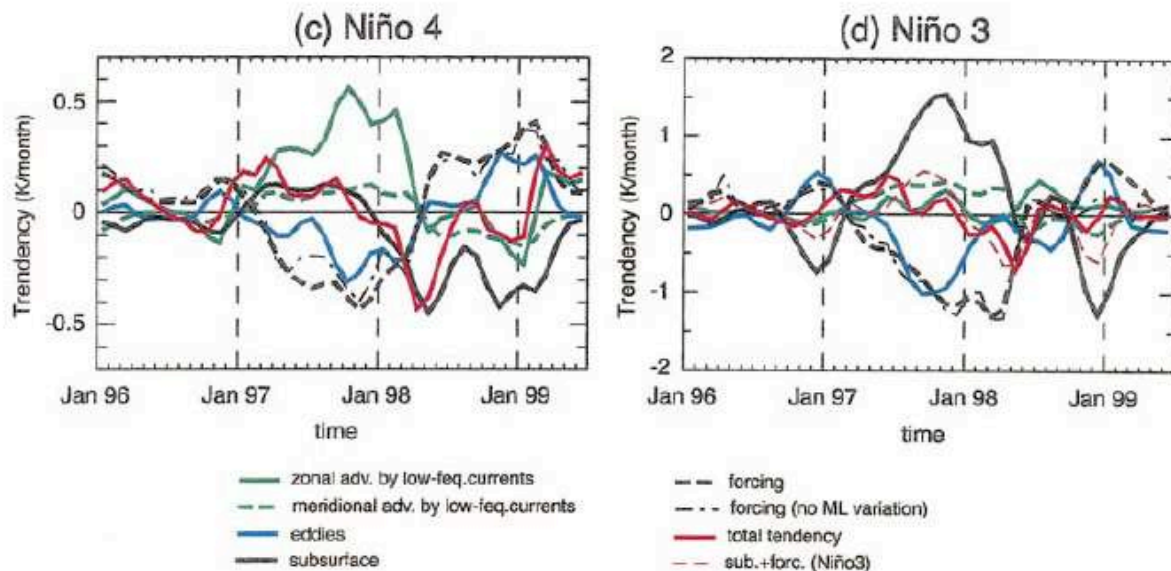 (c) Niño 4
(d) Niño 3
Trendency (K/month)
0.5
0
-0.5
Jan 96
Jan 97
Jan 98
Jan 99
time
Trendency (K/month)
2
1
0
-1
-2
Jan 96
Jan 97
Jan 98
Jan 99
time
zonal adv. by low-feq.currents
meridional adv. by low-feq.currents
eddies
subsurface
forcing
forcing (no ML variation)
total tendency
sub.+forc. (Niño3)